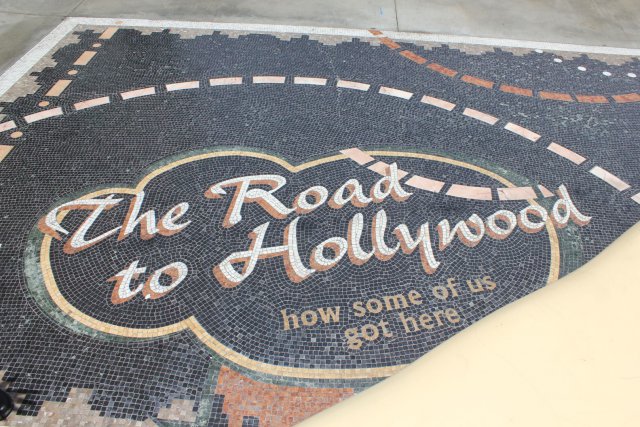 The Road
to Hollywood
how some of us
got here